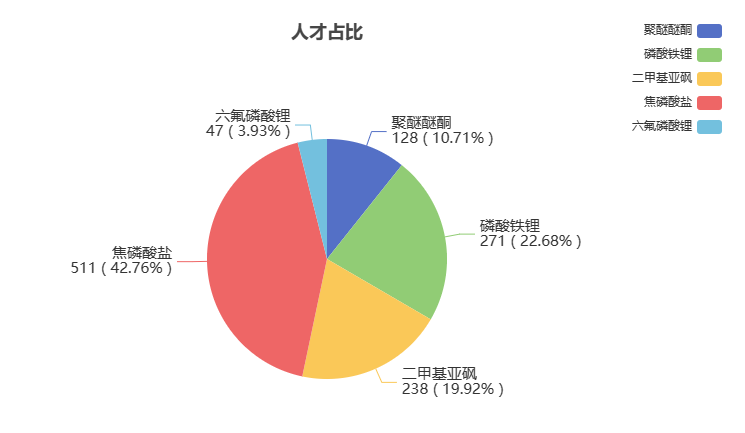 人才占比
聚醚醚酮
磷酸铁锂
二甲基亚砜
焦磷酸盐
六氟磷酸锂
六氟磷酸锂
47 ( 3.93% )
聚醚醚酮
128 ( 10.71% )
磷酸铁锂
271 ( 22.68% )
焦磷酸盐
511 ( 42.76% )
二甲基亚砜
238 ( 19.92% )